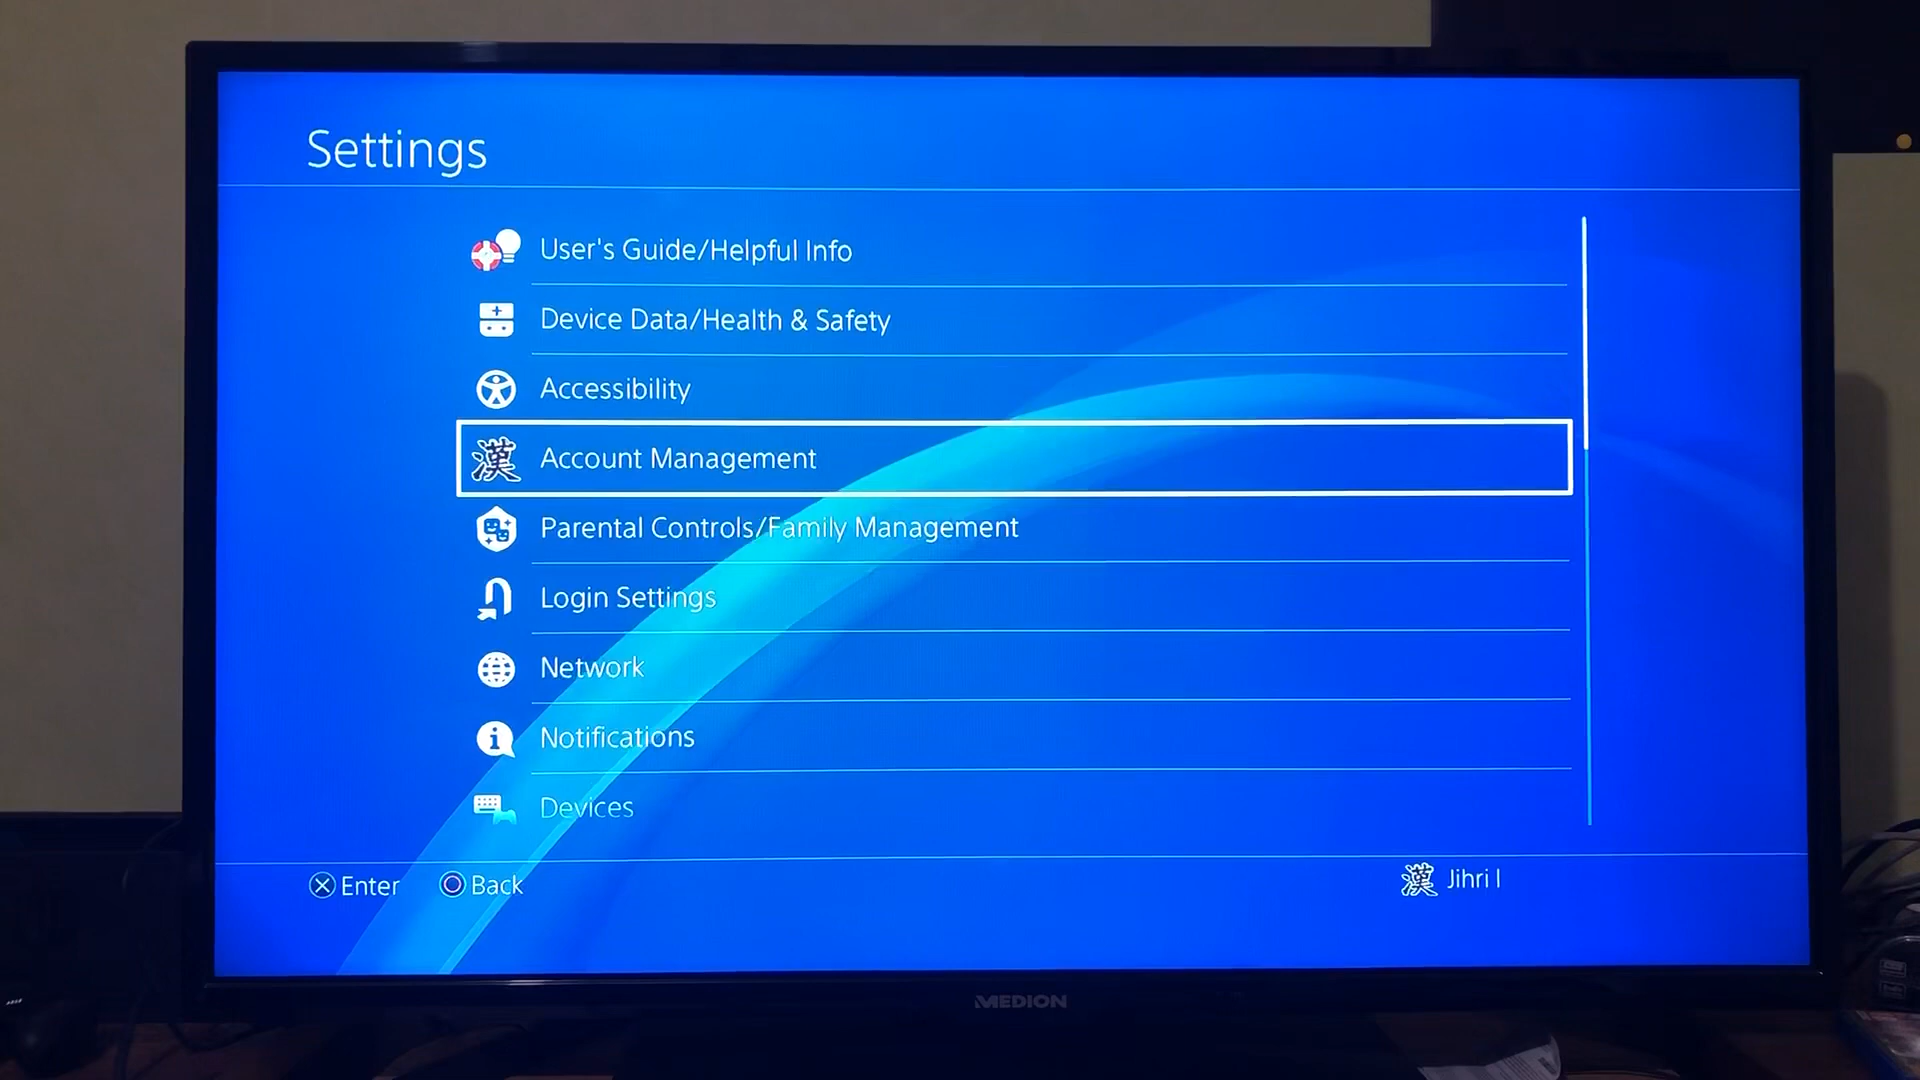 Settings
User's Guide/Helpful Info
Device Data/Health & Safety
Accessibility
漢 Account Management
Parental Controls/Family Management
Login Settings
Network
Notifications
Devices
Enter Back 漢 Jihri I
MEDION